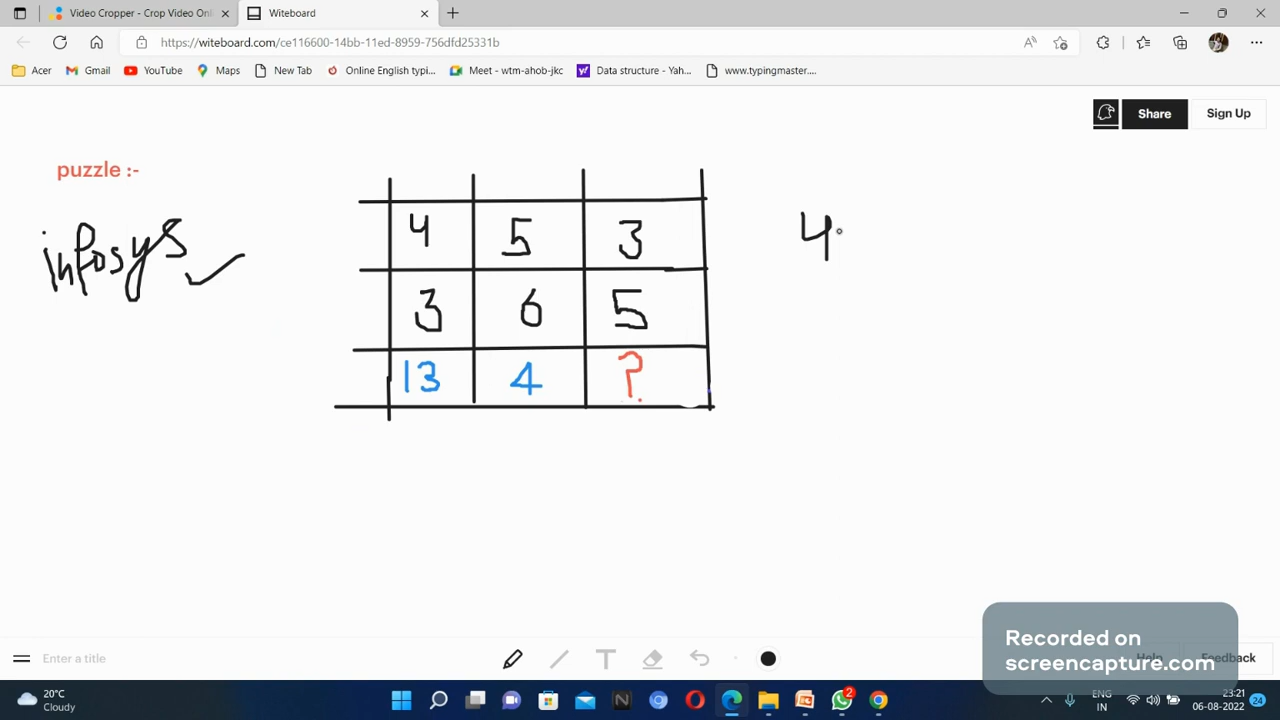 Video Cropper - Crop Video Onl
Witeboard
https://witeboard.com/ce116600-14bb-11ed-8959-756dfd25331b
Acer Gmail YouTube Maps New Tab Online English typi... Meet - wtm-ahob-jkc Data structure - Yah... www.typingmaster....
Share Sign Up
puzzle :-
infosys
4 5 3
3 6 5
13 4 ?
4
Recorded on
screencapture.com
Enter a title
T
Help Feedback
20°C
Cloudy
2
ENG
IN
23:21
06-08-2022
24